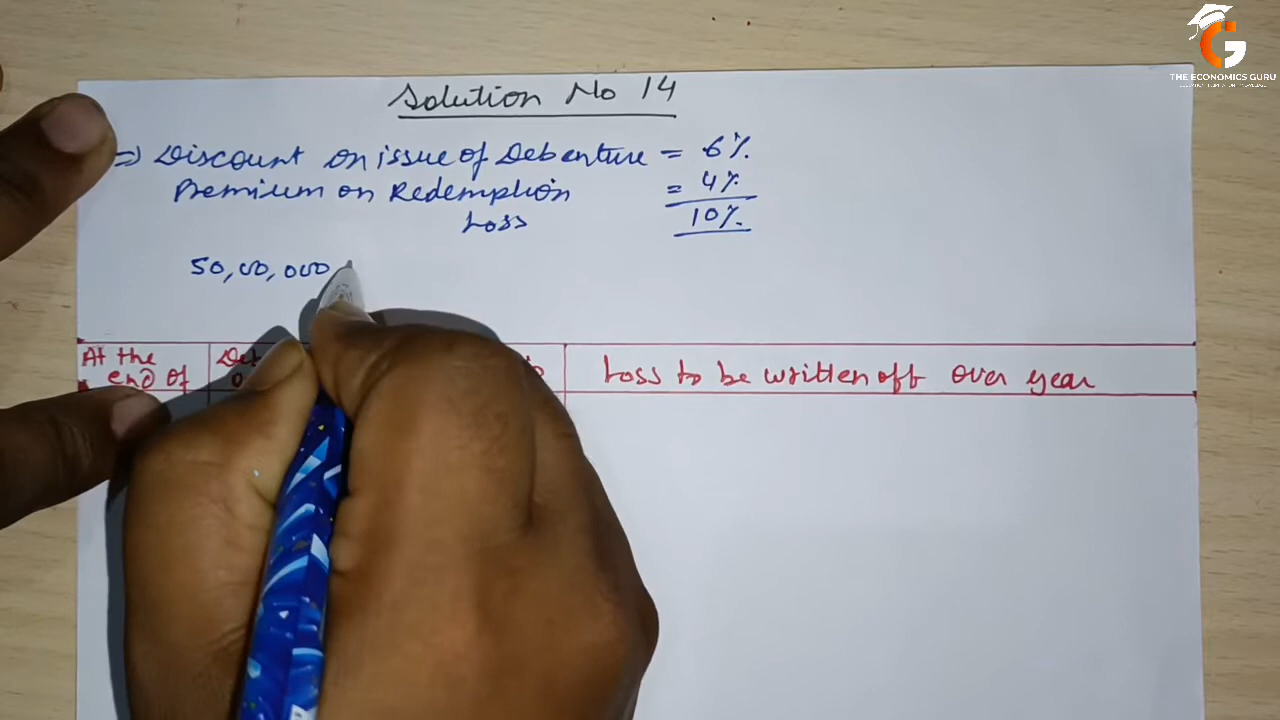 THE ECONOMICS GURU
Solution No 14
=> Discount on issue of Debenture = 6%
Premium on Redemption = 4%
Loss 10%
50,00,000
At the
end of
Loss to be written off over year